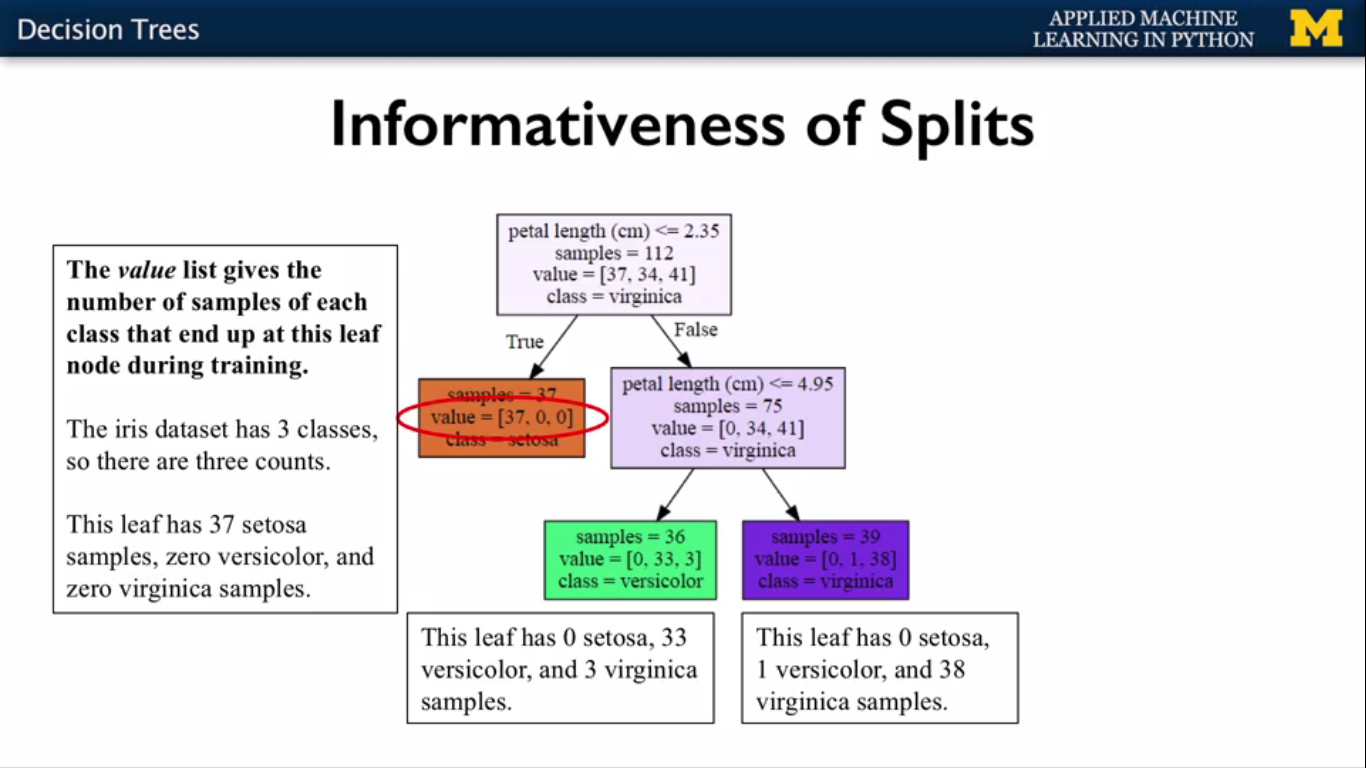 Decision Trees
APPLIED MACHINE
LEARNING IN PYTHON
M
Informativeness of Splits
The value list gives the
number of samples of each
class that end up at this leaf
node during training.
The iris dataset has 3 classes,
so there are three counts.
This leaf has 37 setosa
samples, zero versicolor, and
zero virginica samples.
petal length (cm) <= 2.35
samples = 112
value = [37, 34, 41]
class = virginica
True
False
samples = 37
value = [37, 0, 0]
class = setosa
petal length (cm) <= 4.95
samples = 75
value = [0, 34, 41]
class = virginica
samples = 36
value = [0, 33, 3]
class = versicolor
samples = 39
value = [0, 1, 38]
class = virginica
This leaf has 0 setosa, 33
versicolor, and 3 virginica
samples.
This leaf has 0 setosa,
1 versicolor, and 38
virginica samples.